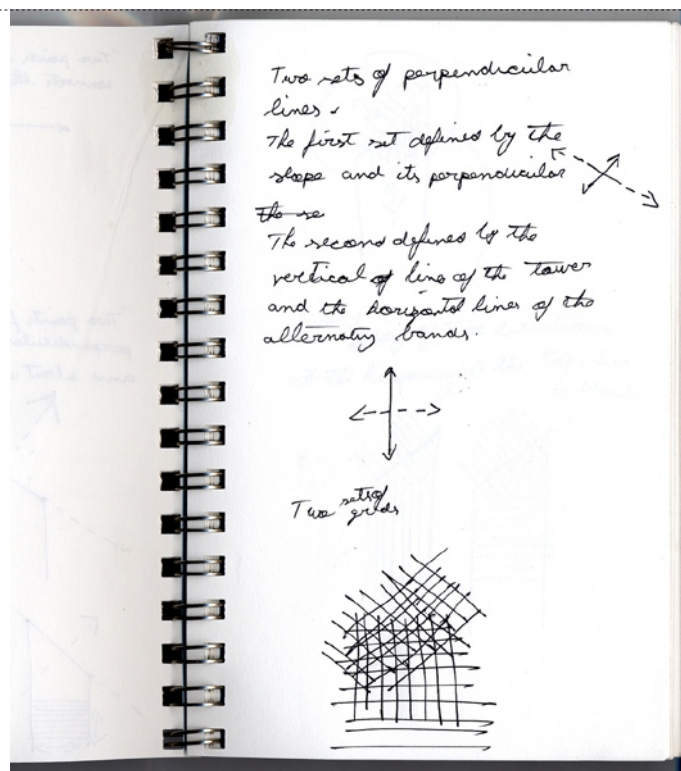 Two sets of perpendicular
lines.
The first set defined by the
slope and its perpendicular
The se
The second defined by the
vertical of line of the tower
and the horizontal lines of the
alternating bands.
Two sets of
grids